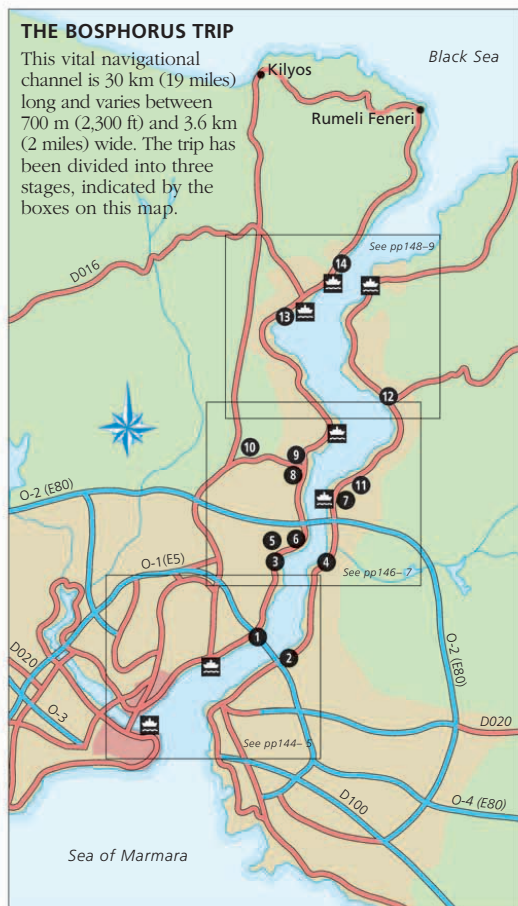 THE BOSPHORUS TRIP
This vital navigational
channel is 30 km (19 miles)
long and varies between
700 m (2,300 ft) and 3.6 km
(2 miles) wide. The trip has
been divided into three
stages, indicated by the
boxes on this map.
Black Sea
Kilyos
Rumeli Feneri
See pp148–9
14
D016
13
12
10
9
8
11
7
O-2 (E80)
6
5
O-1(E5)
3
4
See pp146–7
1
2
O-2 (E80)
D020
O-3
D020
See pp144–5
D100
O-4 (E80)
Sea of Marmara